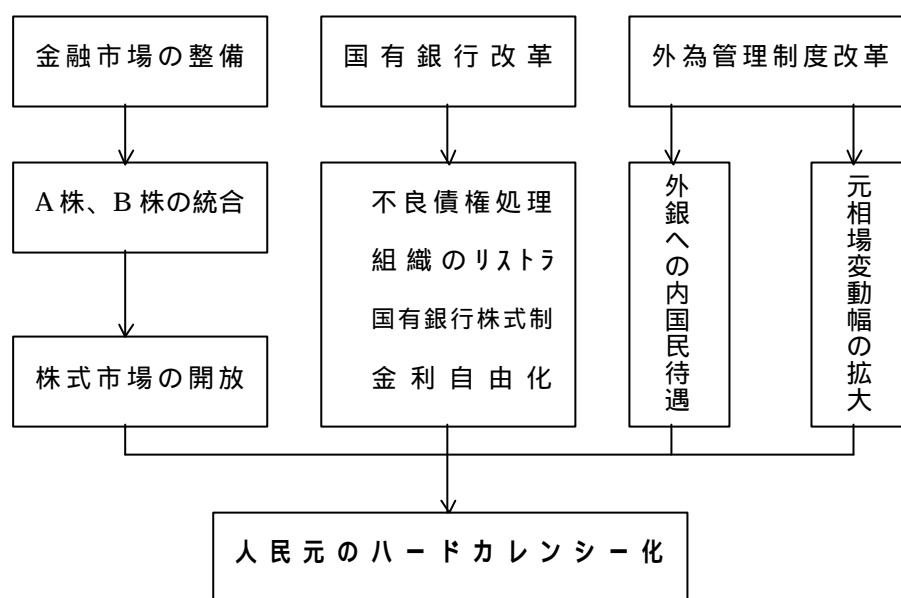 金融市場の整備
国有銀行改革
外為管理制度改革
A株、B株の統合
株式市場の開放
不良債権処理
組織のリストラ
国有銀行株式制
金利自由化
外銀への内国民待遇
元相場変動幅の拡大
人民元のハードカレンシー化